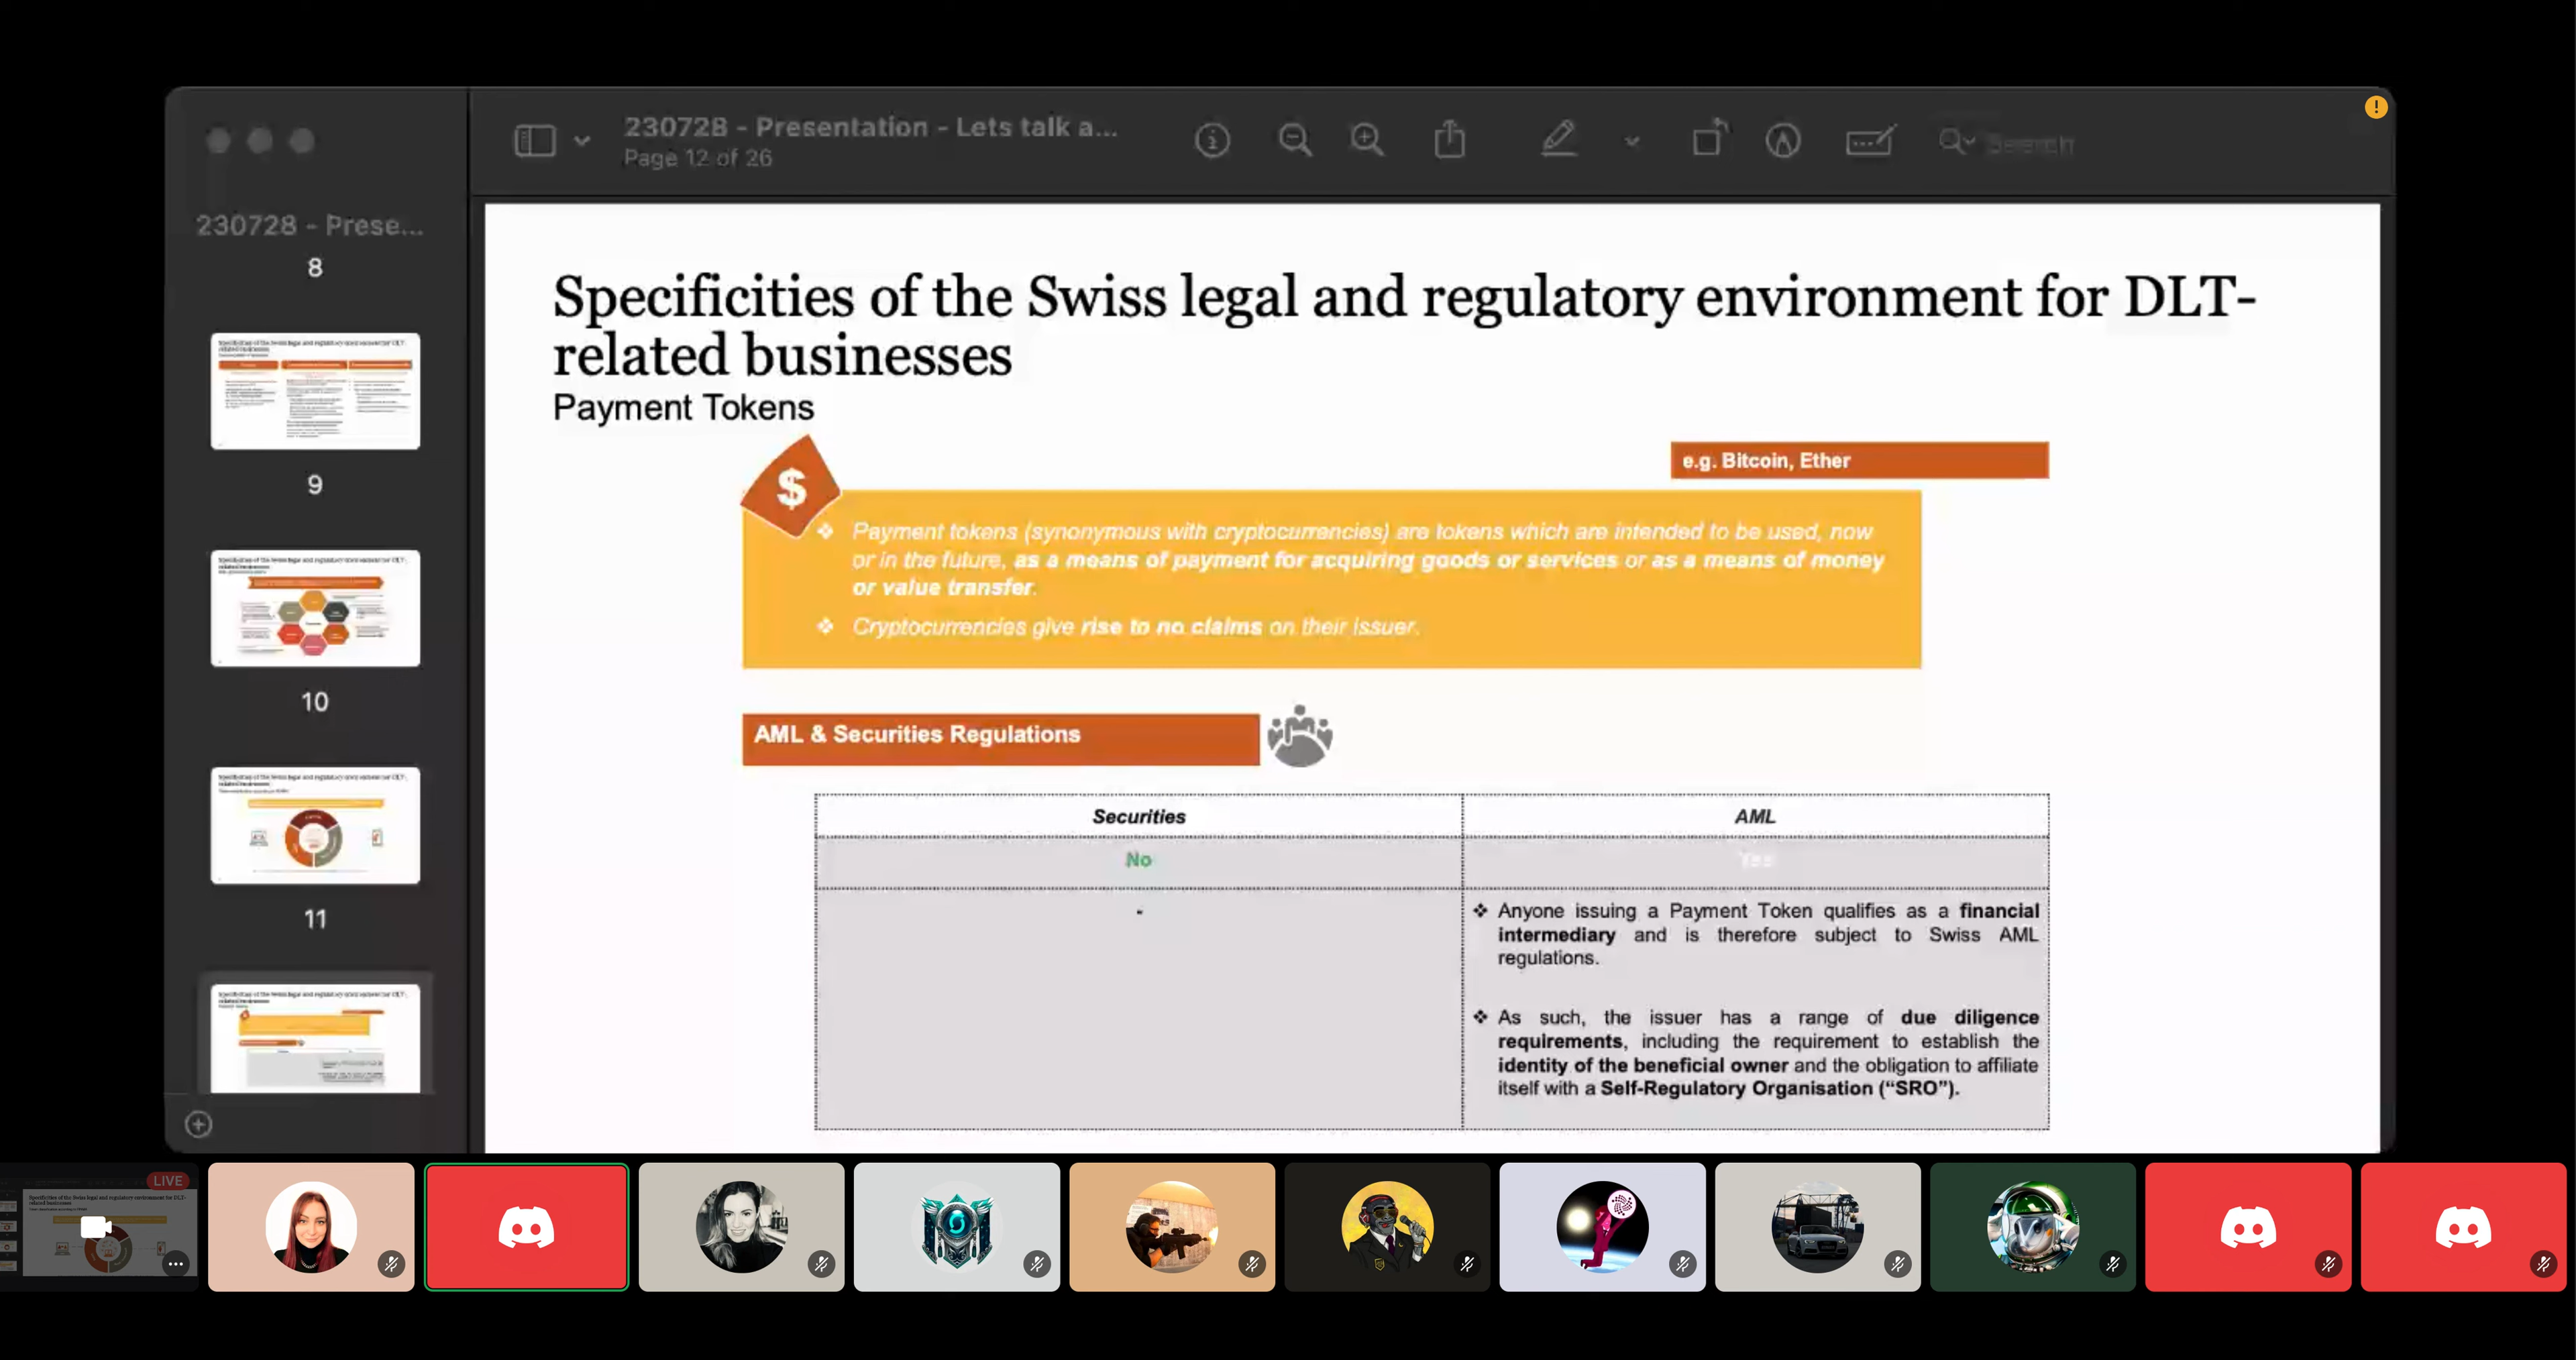 230728 - Presentation - Lets talk a...
Page 12 of 26
Search
230728 - Prese...
8
9
10
11
Specificities of the Swiss legal and regulatory environment for DLT-
related businesses
Payment Tokens
e.g. Bitcoin, Ether
$
❖ Payment tokens (synonymous with cryptocurrencies) are tokens which are intended to be used, now
or in the future, as a means of payment for acquiring goods or services or as a means of money
or value transfer.
❖ Cryptocurrencies give rise to no claims on their issuer.
AML & Securities Regulations
Securities
AML
No
Yes
-
❖ Anyone issuing a Payment Token qualifies as a financial
intermediary and is therefore subject to Swiss AML
regulations.
❖ As such, the issuer has a range of due diligence
requirements, including the requirement to establish the
identity of the beneficial owner and the obligation to affiliate
itself with a Self-Regulatory Organisation (“SRO”).
LIVE